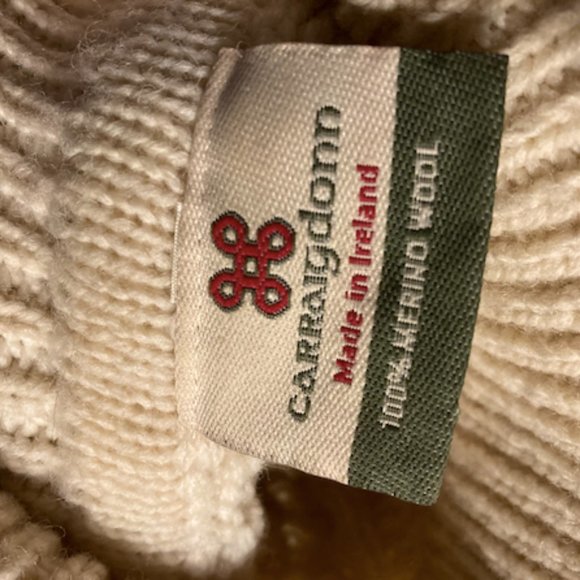 carraigdonn
Made in Ireland
100% MERINO WOOL